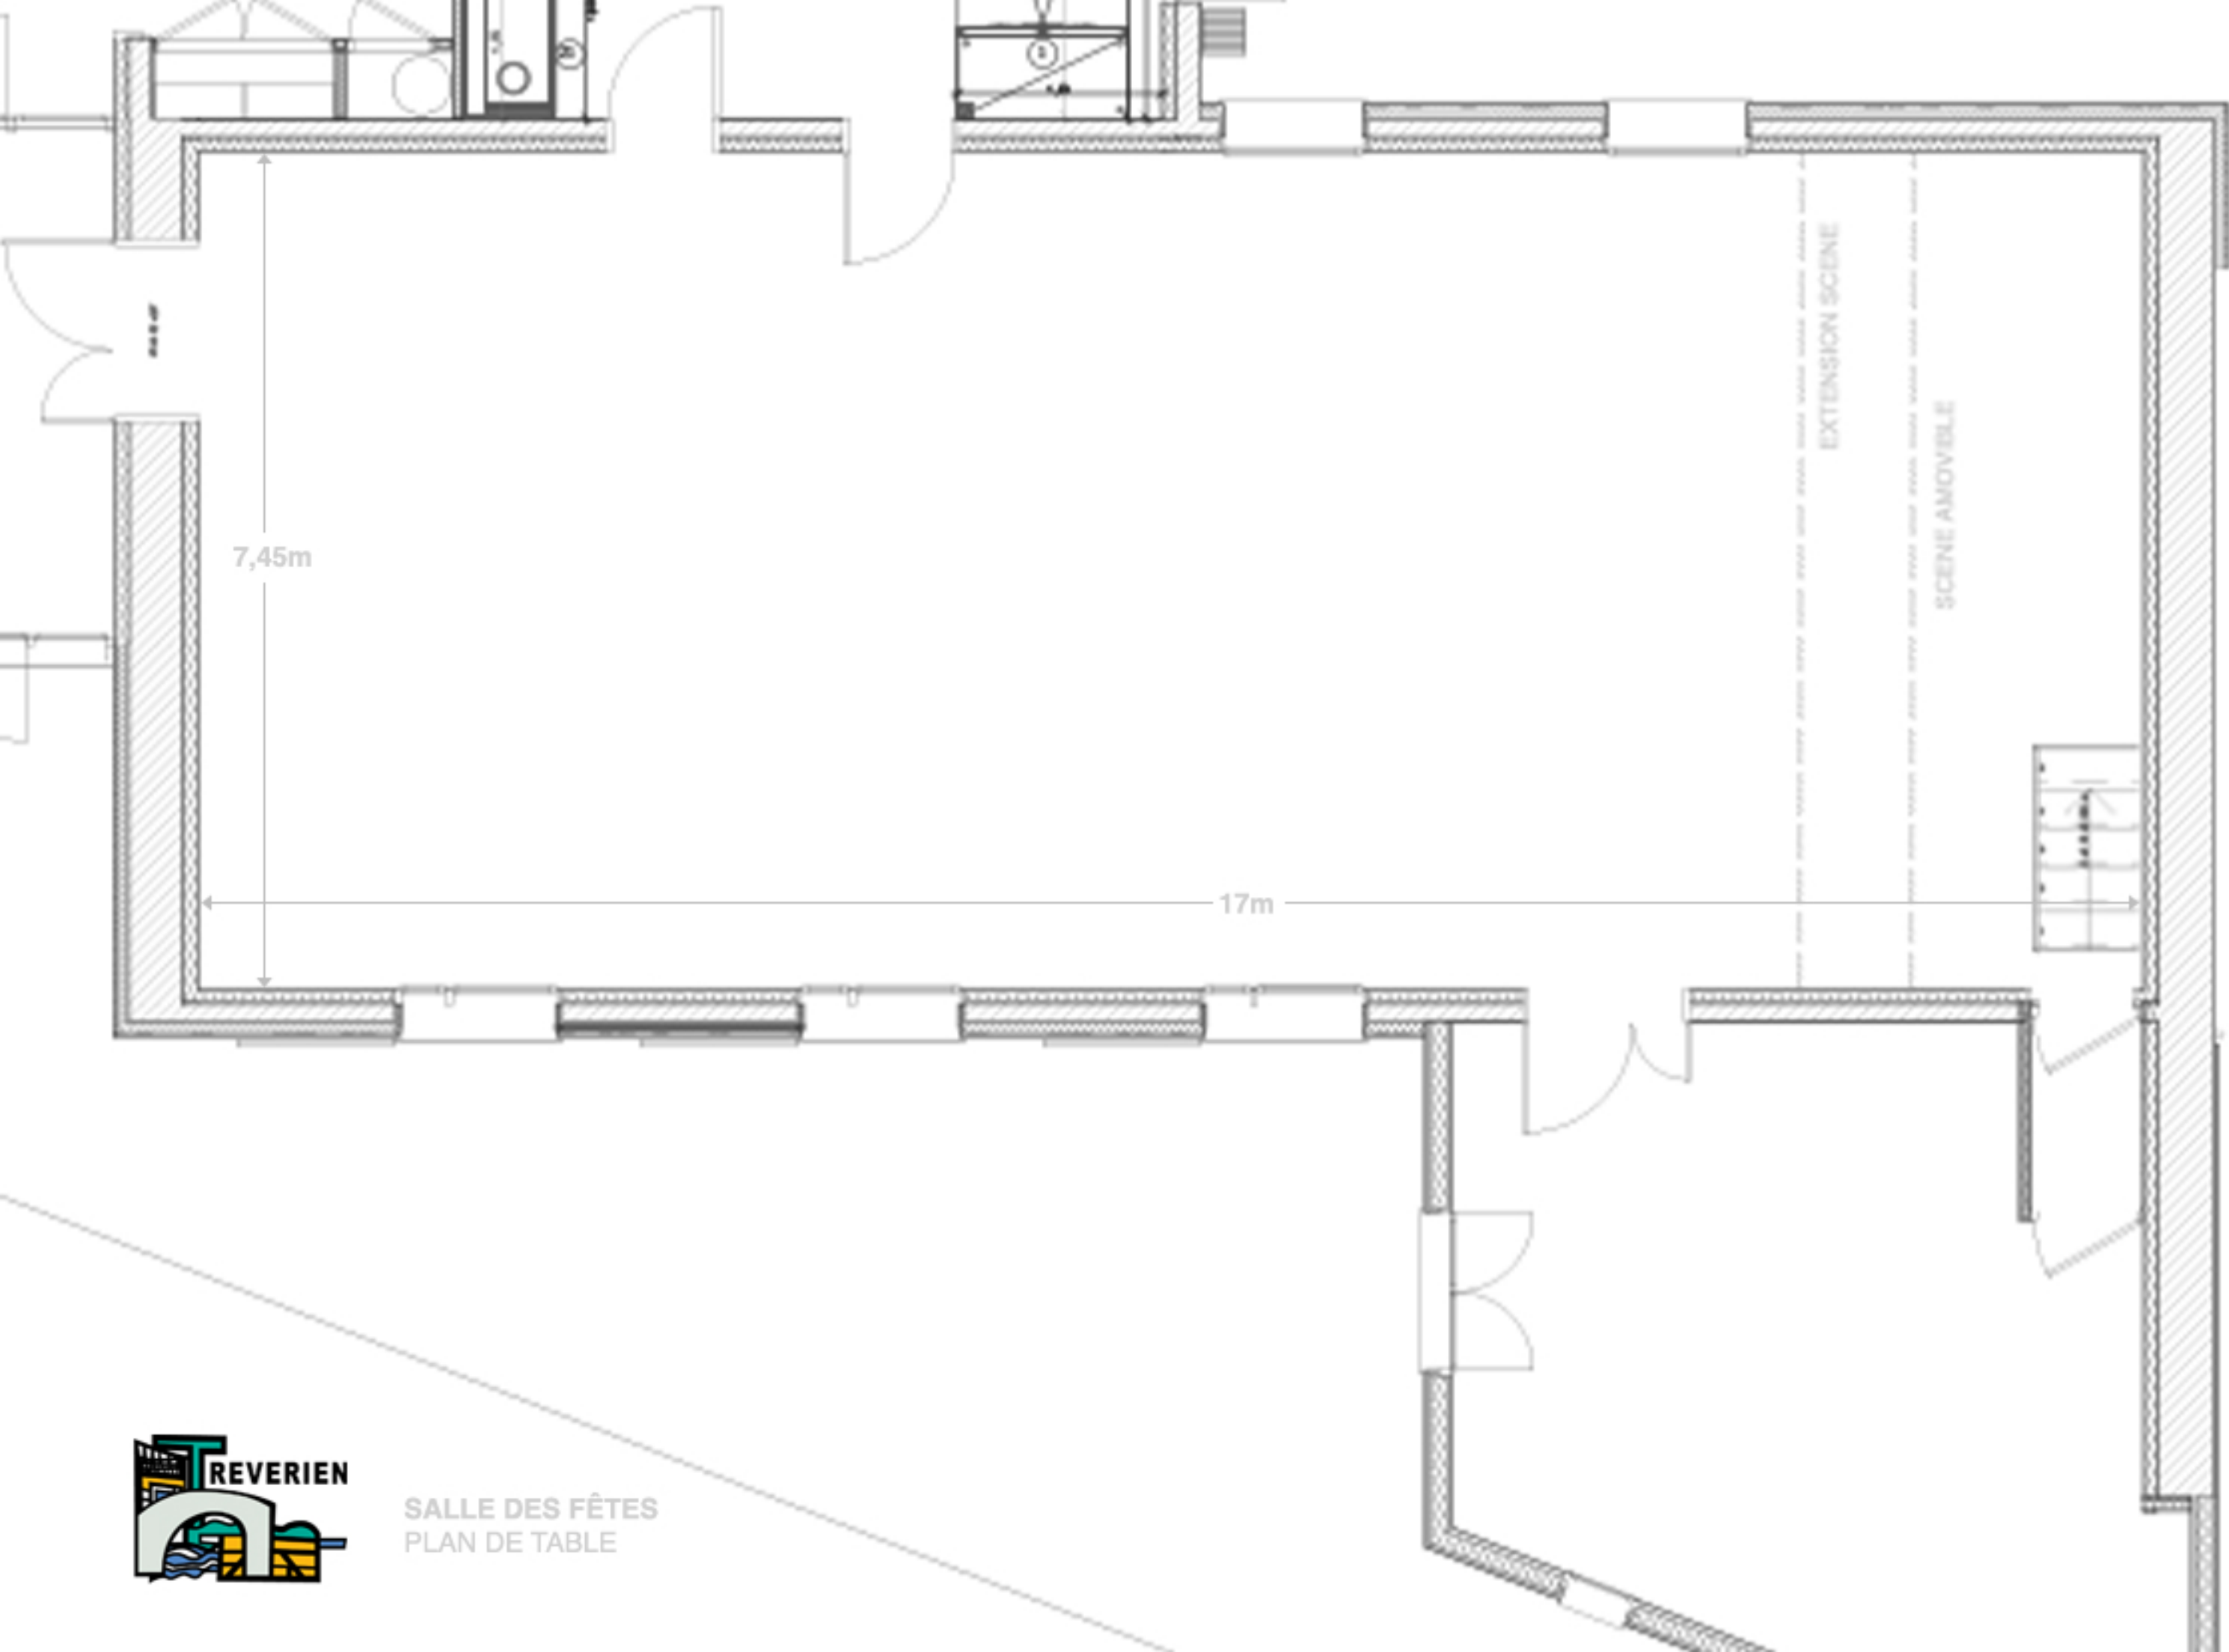 EXTENSION SCENE
SCENE AMOVIBLE
7,45m
17m
TREVERIEN
SALLE DES FÊTES
PLAN DE TABLE